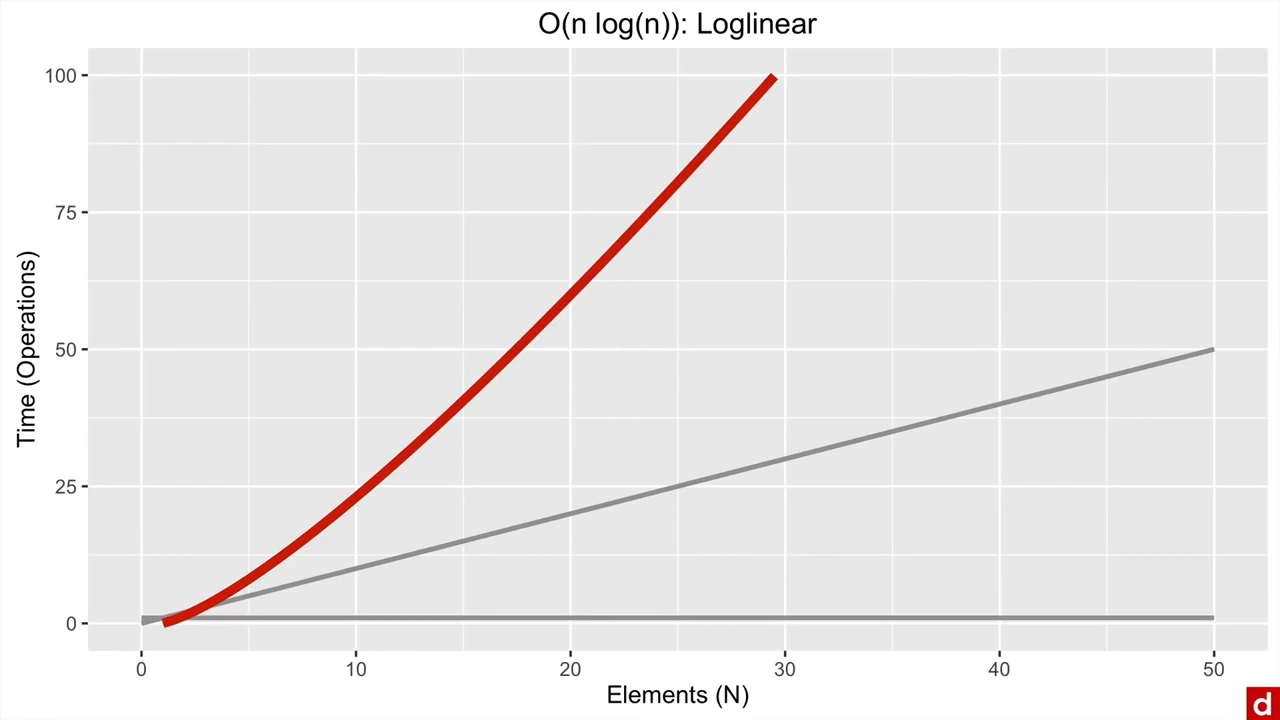 O(n log(n)): Loglinear
100
75
50
25
0
Time (Operations)
0 10 20 30 40 50
Elements (N)
d